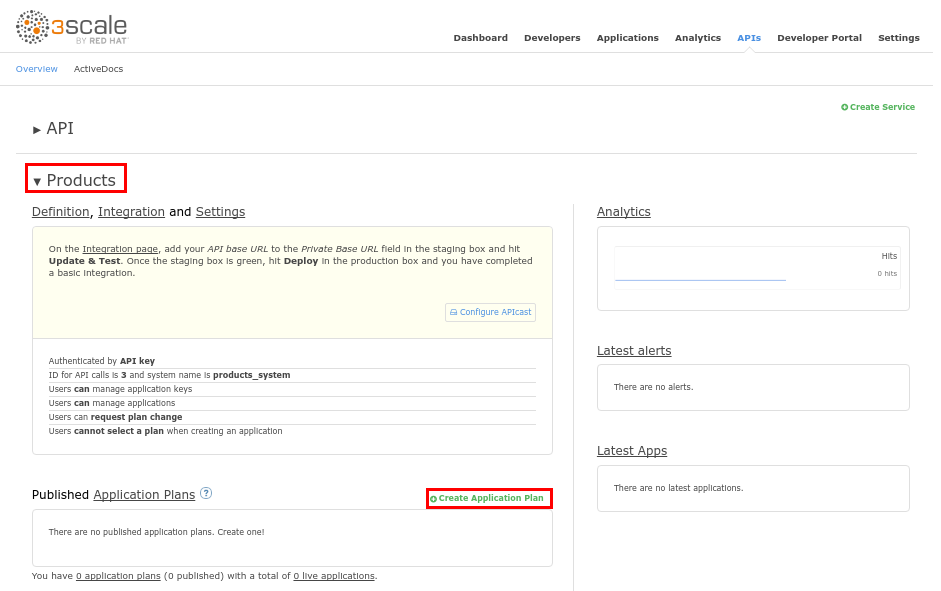 3scale
BY RED HAT
Dashboard Developers Applications Analytics APIs Developer Portal Settings
Overview ActiveDocs
Create Service
API
Products
Definition, Integration and Settings
On the Integration page, add your API base URL to the Private Base URL field in the staging box and hit
Update & Test. Once the staging box is green, hit Deploy in the production box and you have completed
a basic integration.
Configure APIcast
Authenticated by API key
ID for API calls is 3 and system name is products_system
Users can manage application keys
Users can manage applications
Users can request plan change
Users cannot select a plan when creating an application
Published Application Plans ?
Create Application Plan
There are no published application plans. Create one!
You have 0 application plans (0 published) with a total of 0 live applications.
Analytics
Hits
0 hits
Latest alerts
There are no alerts.
Latest Apps
There are no latest applications.